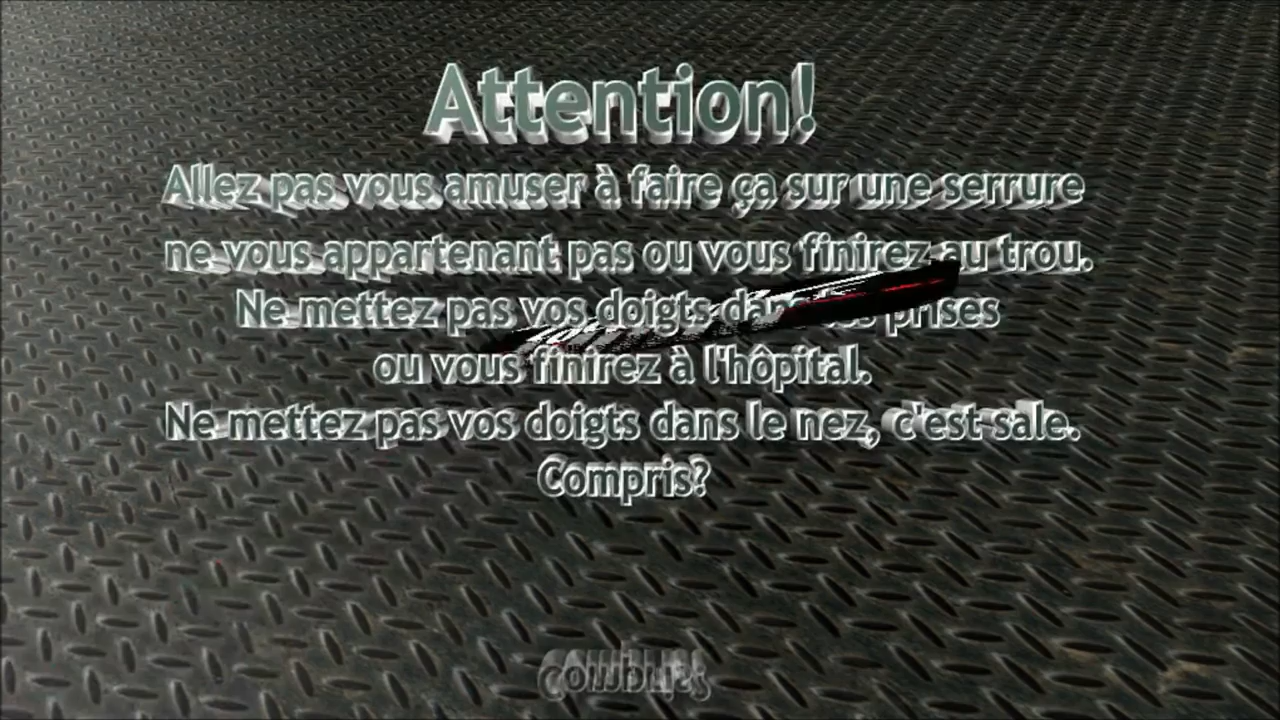 Attention!
Allez pas vous amuser à faire ça sur une serrure
ne vous appartenant pas ou vous finirez au trou.
Ne mettez pas vos doigts dans les prises
ou vous finirez à l'hôpital.
Ne mettez pas vos doigts dans le nez, c'est sale.
Compris?